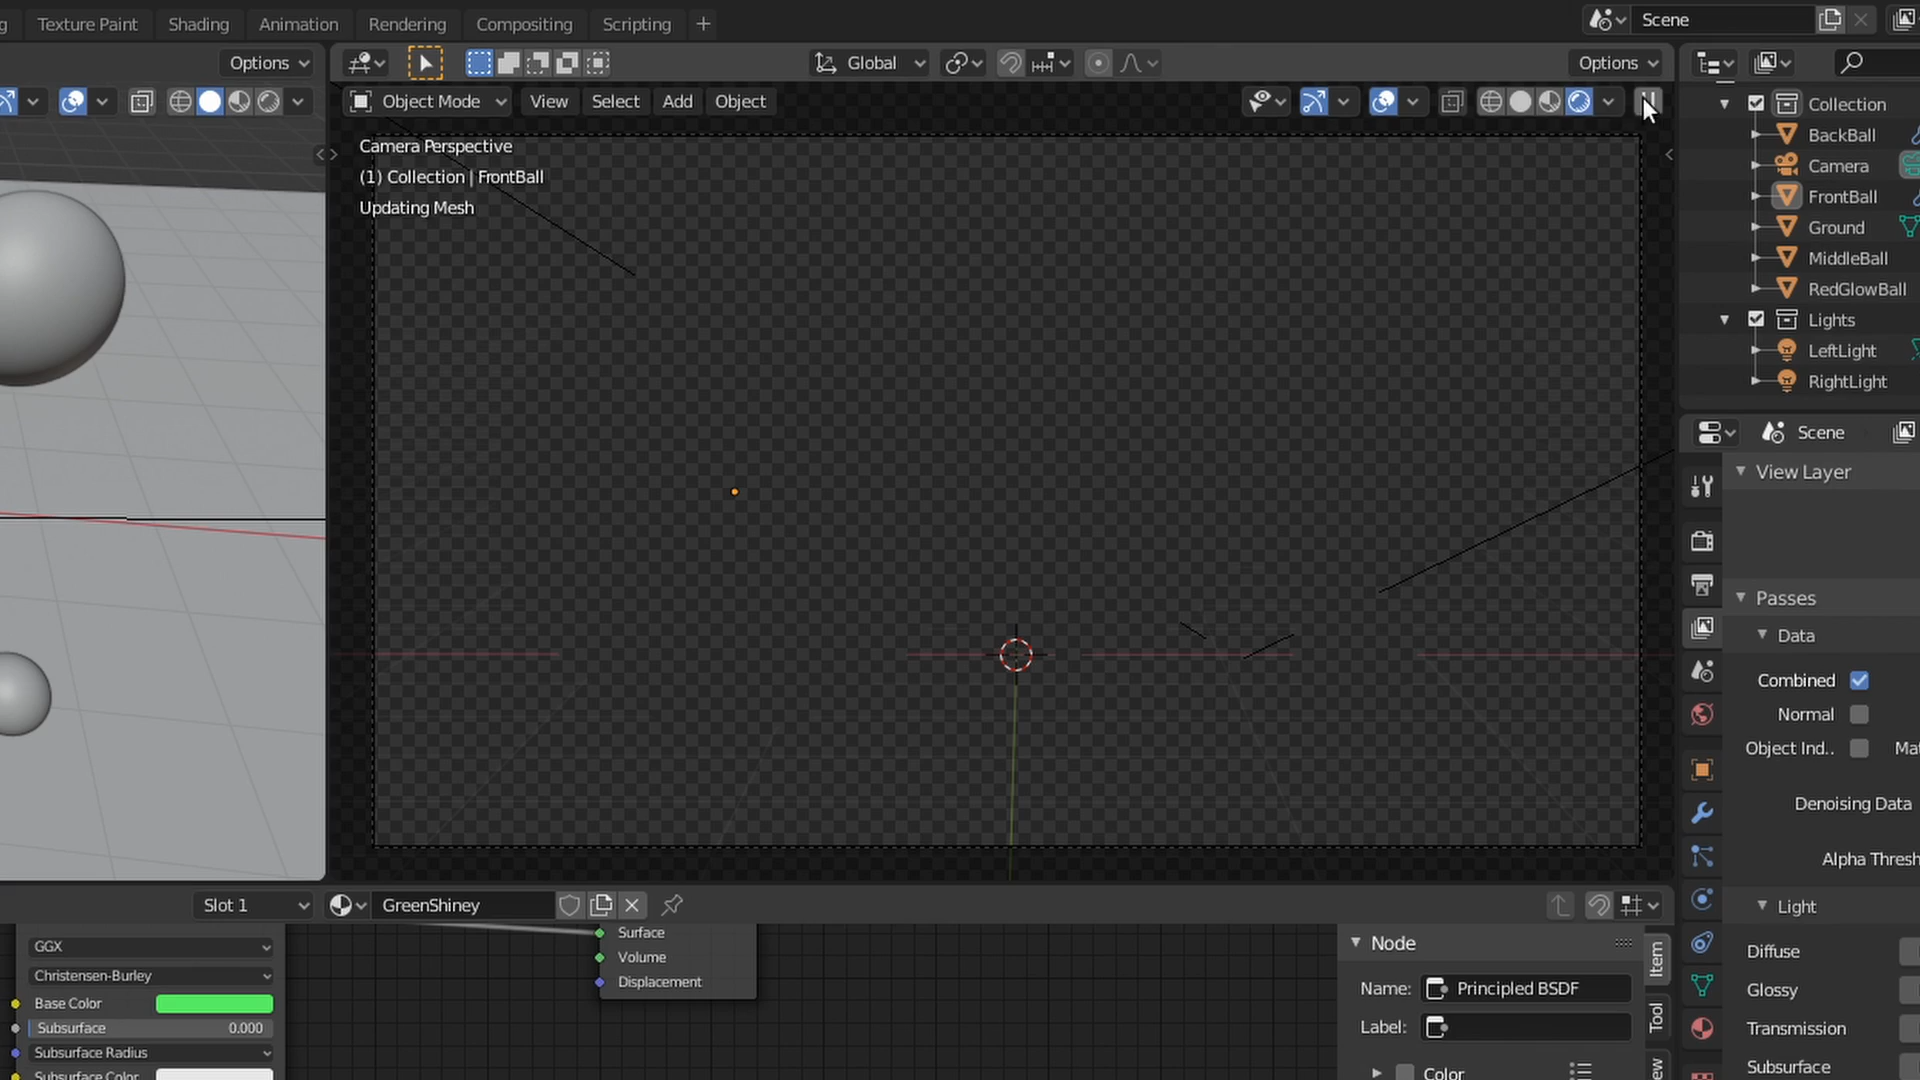 Texture Paint
Shading
Animation
Rendering
Compositing
Scripting
+
Scene
Options
Global
Options
Object Mode
View
Select
Add
Object
Camera Perspective
(1) Collection | FrontBall
Updating Mesh
Collection
BackBall
Camera
FrontBall
Ground
MiddleBall
RedGlowBall
Lights
LeftLight
RightLight
Scene
View Layer
Passes
Data
Combined
Normal
Object Ind..
Denoising Data
Alpha Thresh
Light
Diffuse
Glossy
Transmission
Subsurface
Slot 1
GreenShiney
Surface
Volume
Displacement
GGX
Christensen-Burley
Base Color
Subsurface 0.000
Subsurface Radius
Subsurface Color
Node
Name: Principled BSDF
Label:
Color
Item
Tool